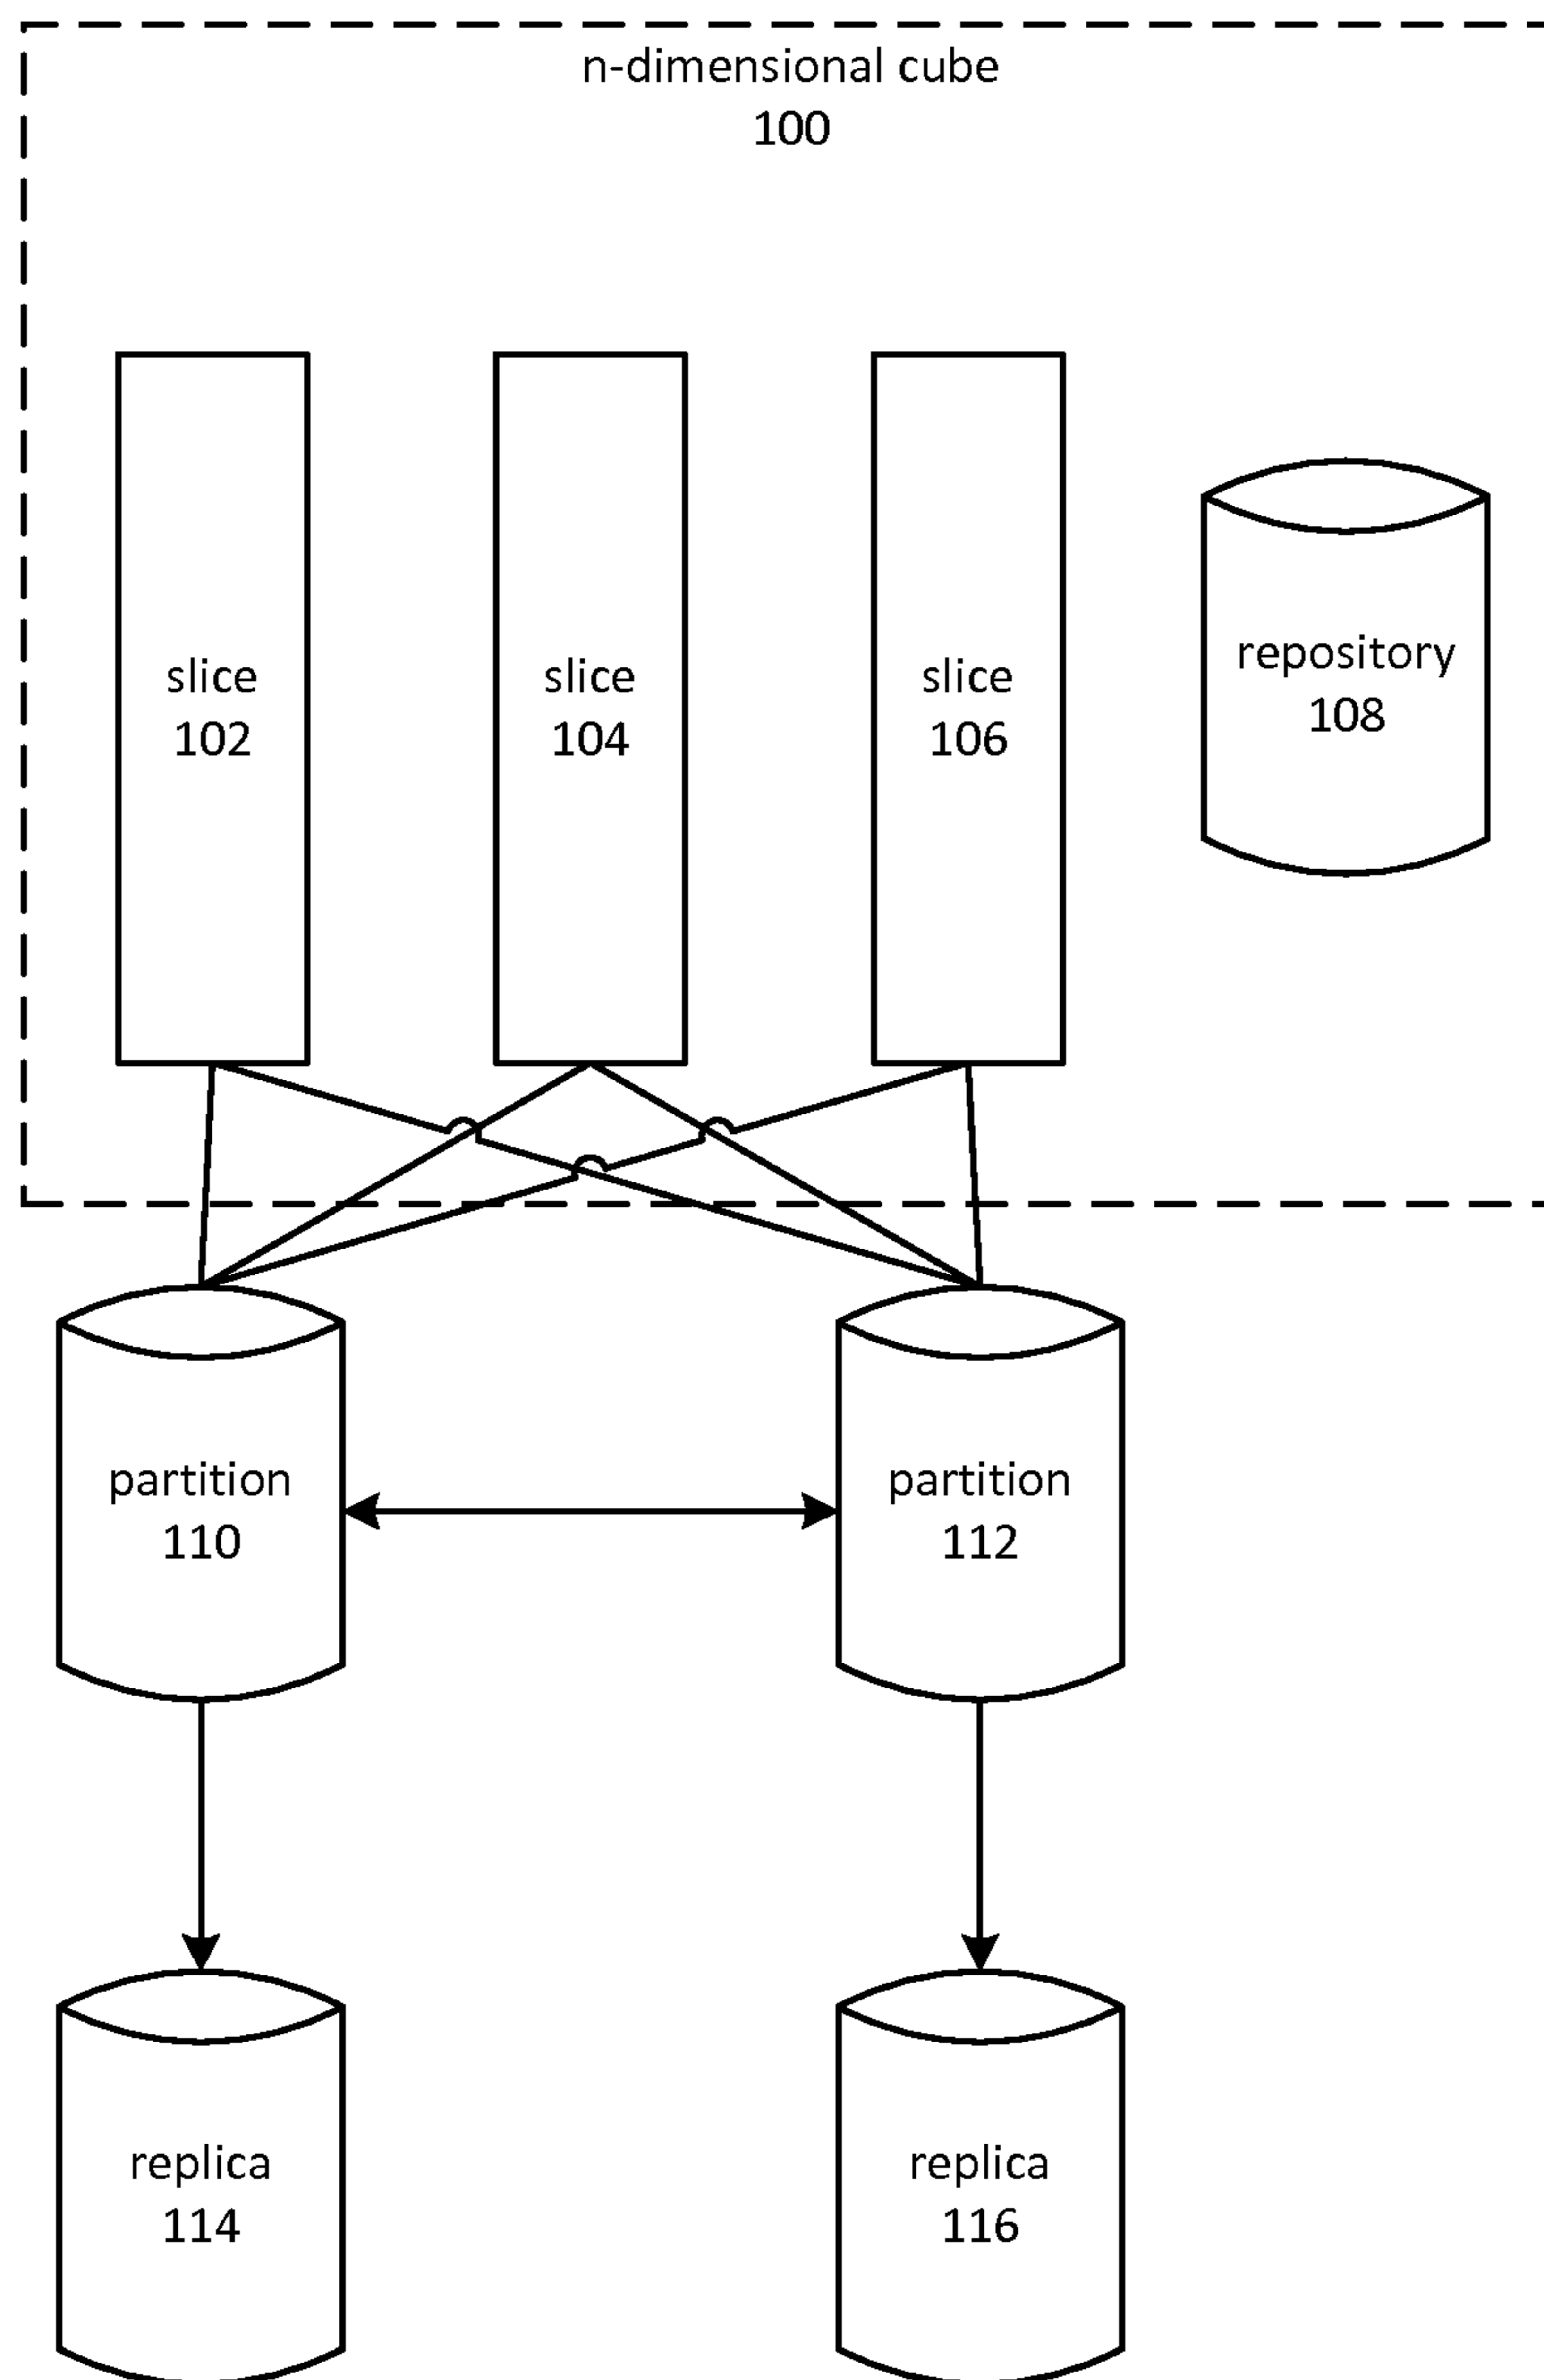 n-dimensional cube
100
slice
102
slice
104
slice
106
repository
108
partition
110
partition
112
replica
114
replica
116